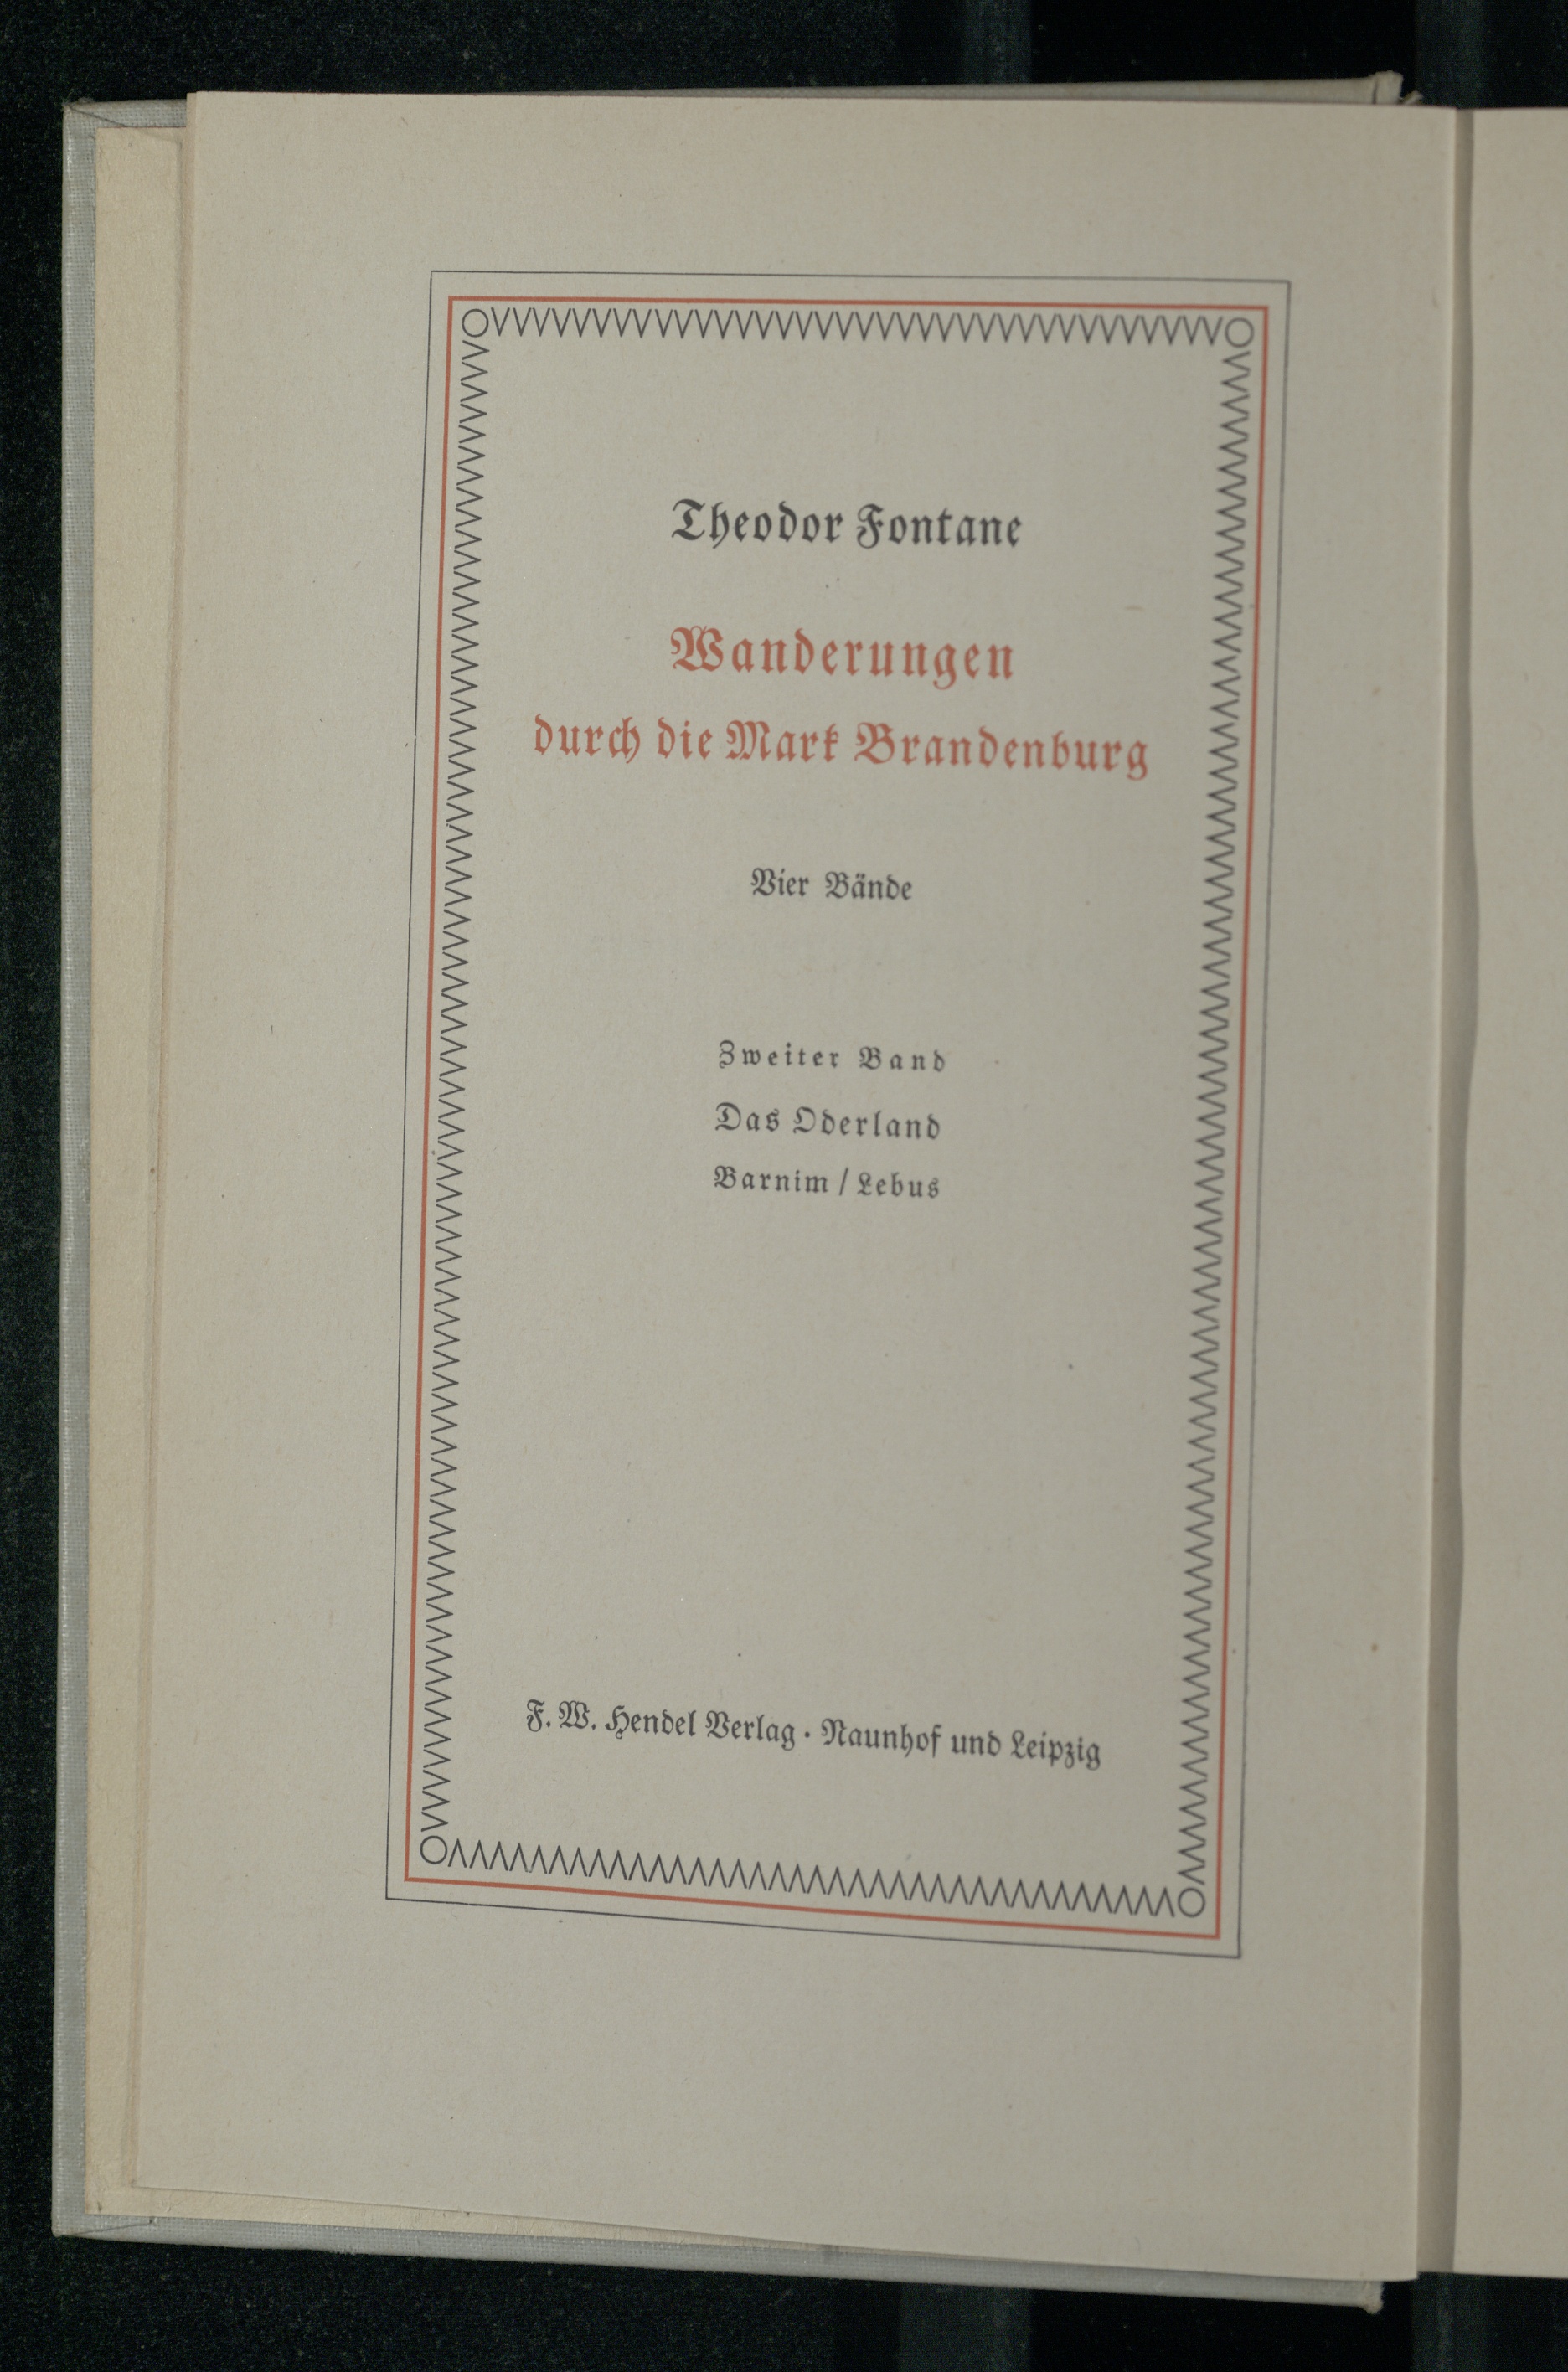 Theodor Fontane
Wanderungen
durch die Mark Brandenburg
Vier Bände
Zweiter Band
Das Oderland
Barnim / Lebus
F. W. Hendel Verlag · Naunhof und Leipzig